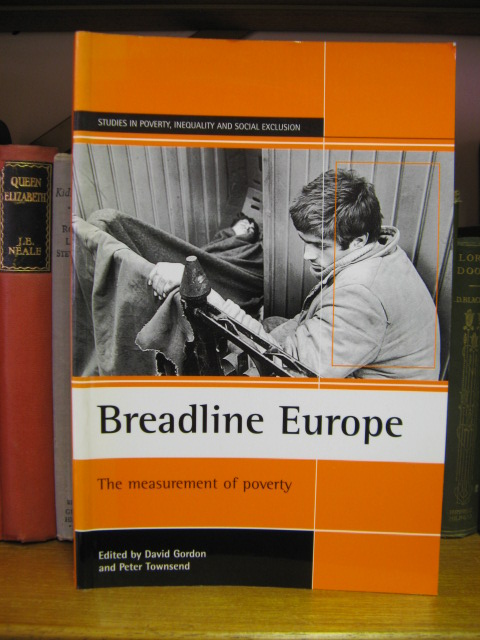 STUDIES IN POVERTY, INEQUALITY AND SOCIAL EXCLUSION
Breadline Europe
The measurement of poverty
Edited by David Gordon
and Peter Townsend
QUEEN
ELIZABETH
J.E.
NEALE